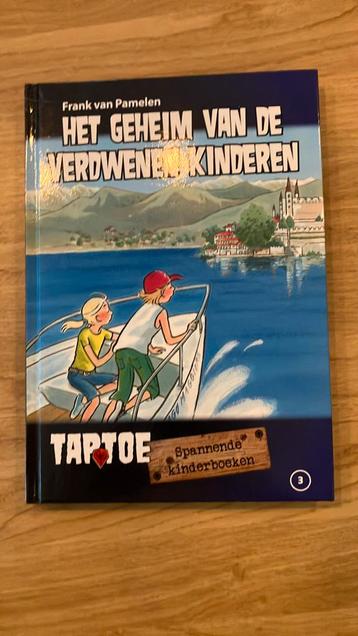 Frank van Pamelen
HET GEHEIM VAN DE
VERDWENEN KINDEREN
TAPTOE
Spannende
kinderboeken
3